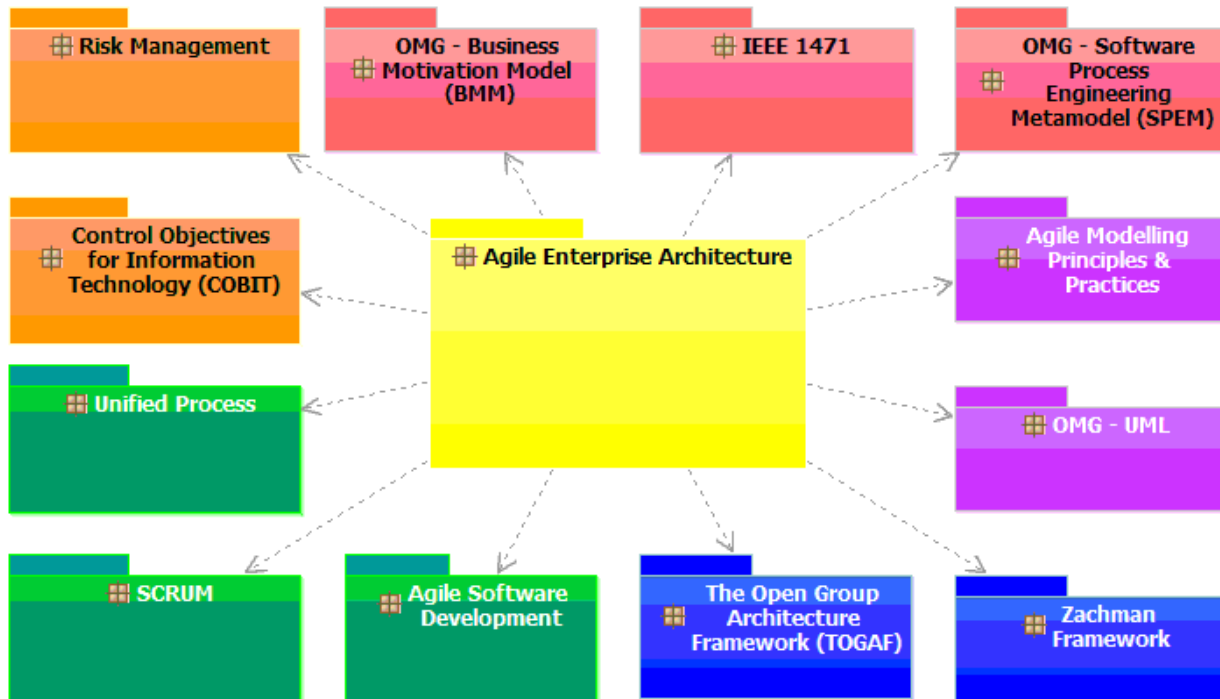 Risk Management
OMG - Business
Motivation Model
(BMM)
IEEE 1471
OMG - Software
Process
Engineering
Metamodel (SPEM)
Control Objectives
for Information
Technology (COBIT)
Agile Enterprise Architecture
Agile Modelling
Principles &
Practices
Unified Process
OMG - UML
SCRUM
Agile Software
Development
The Open Group
Architecture
Framework (TOGAF)
Zachman
Framework